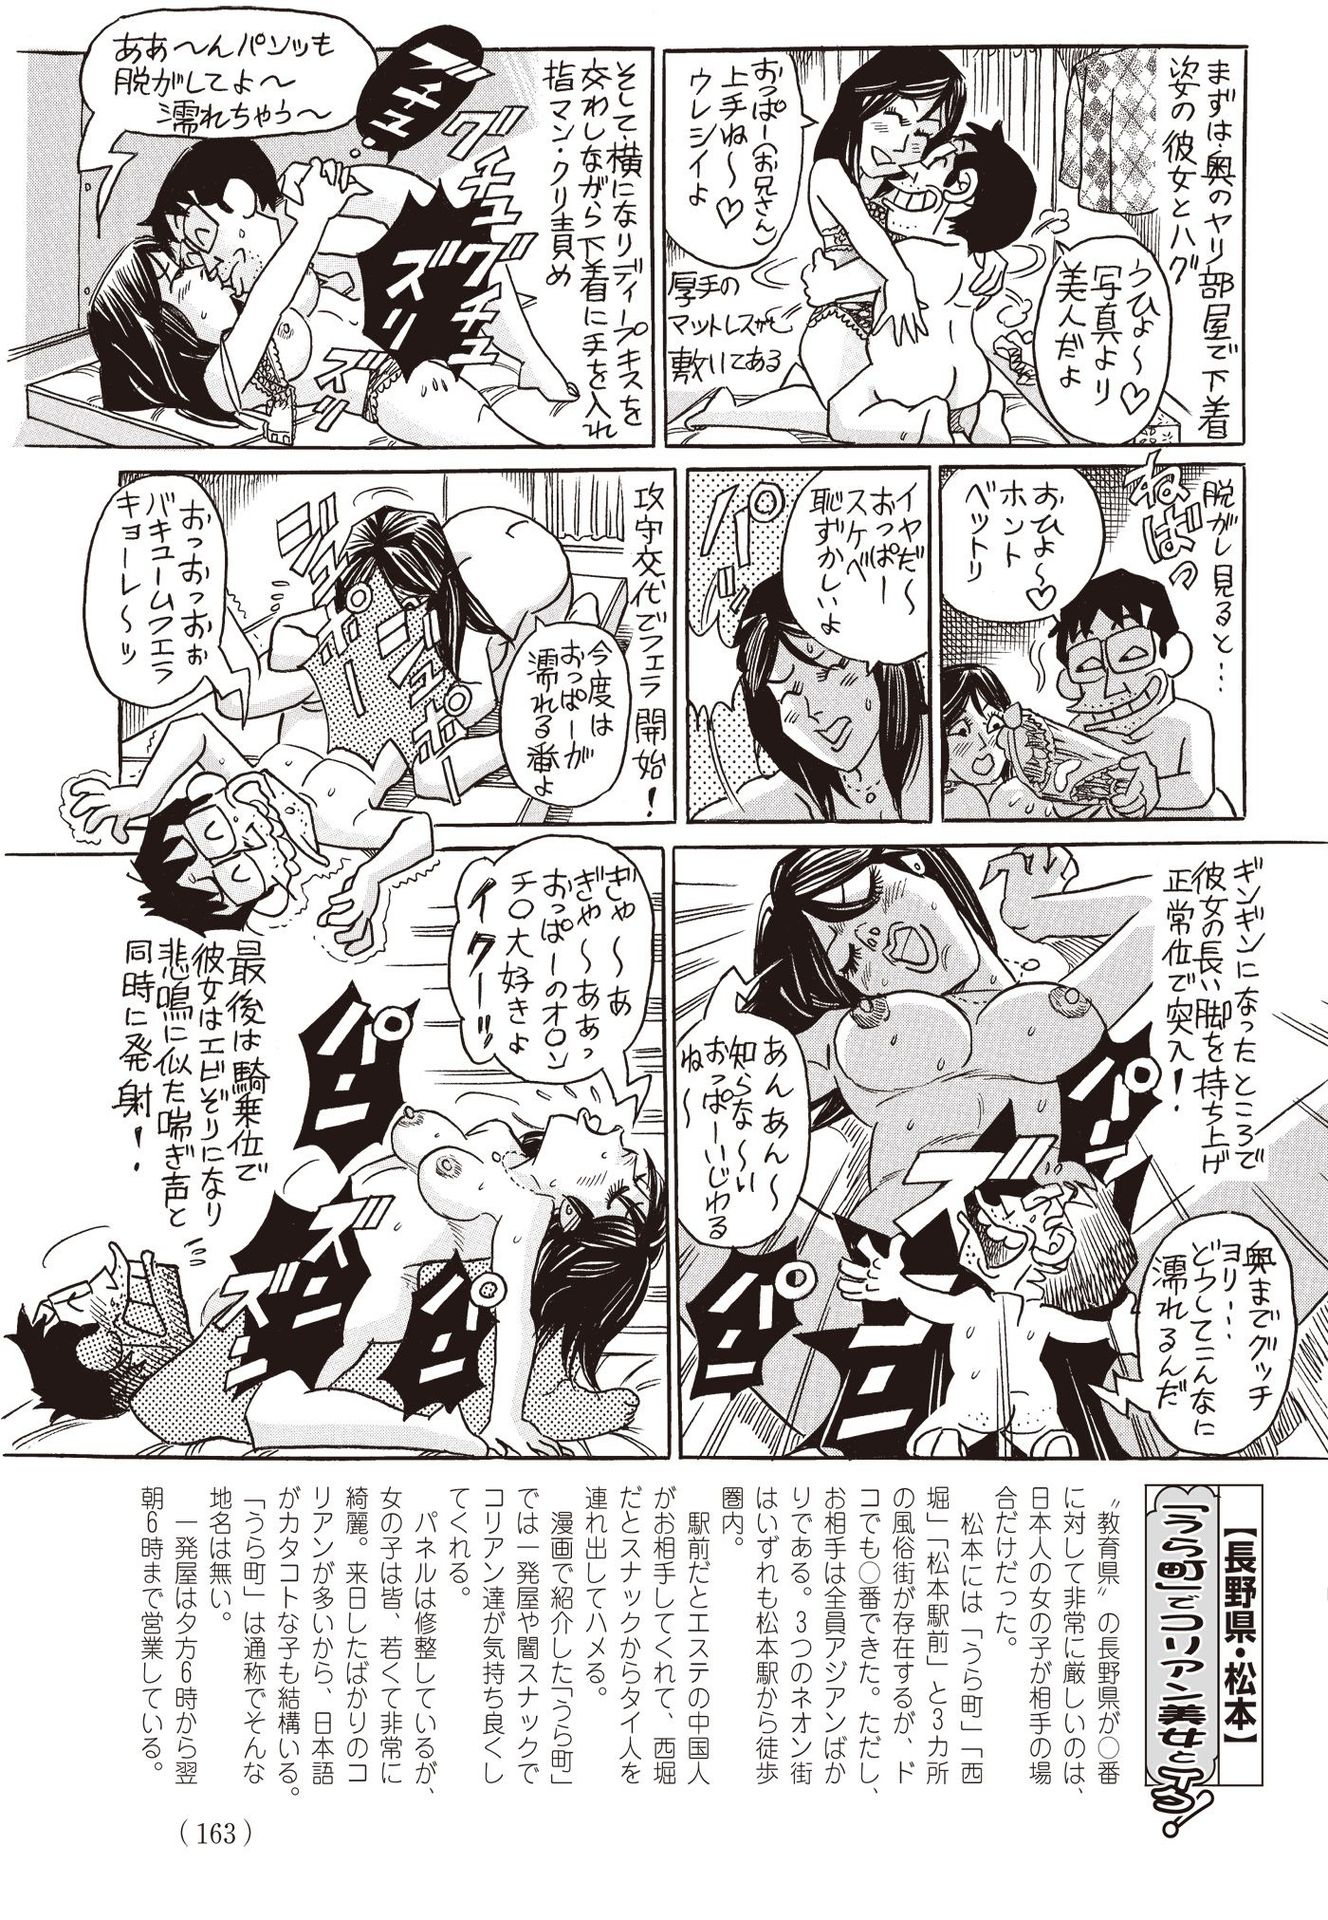 まずは、奥のヤリ部屋で下着
姿の彼女とハグ
うひょ〜♡
写真より
美人だよ
おっぱー(お兄さん)
上手ね〜♡
ウレシイよ
厚手の
マットレスがも
敷いてある
そして、横になりディープキスを
交わしながら下着に手を入れ
指マン・クリ責め
ブチュ
グチュグチュ
ズリズリ
ああ〜んパンツも
脱がしてよ〜
濡れちゃう〜
脱がし見ると…
ねばっ
おひょ〜♡
ホント
ベットリ
イヤだ〜
おっぱー
スケベ
恥ずかしいよ
パッ
攻守交代でフェラ開始!
今度は
おっぱーが
濡れる番よ
おっおっおぉ
バキュームフェラ
キョーレ〜ッ
ギンギンになったところで
彼女の長い脚を持ち上げ
正常位で突入!
あんあん〜
知らな〜い
おっぱーいじわる
ね〜
奥までグッチ
ョリ…
どうしてこんなに
濡れるんだ
パン
パン
ズン
ぎゃ〜あ
ぎゃ〜ああっ
おっぱーのオ〇ン
チ〇大好きよ
イクーッ
パン
ズン
ズン
パン
最後は騎乗位で
彼女はエビぞりになり
悲鳴に似た喘ぎ声と
同時に発射!
【長野県・松本】
「うら町」でコリアン美女とイク!
〝教育県〟の長野県が〇番
に対して非常に厳しいのは、
日本人の女の子が相手の場
合だけだった。
松本には「うら町」「西
堀」「松本駅前」と3カ所
の風俗街が存在するが、ド
コでも〇番できた。ただし、
お相手は全員アジアンばか
りである。3つのネオン街
はいずれも松本駅から徒歩
圏内。
駅前だとエステの中国人
がお相手してくれて、西堀
だとスナックからタイ人を
連れ出してハメる。
漫画で紹介した「うら町」
では一発屋や闇スナックで
コリアン達が気持ち良くし
てくれる。
パネルは修整しているが、
女の子は皆、若くて非常に
綺麗。来日したばかりのコ
リアンが多いから、日本語
がカタコトな子も結構いる。
「うら町」は通称でそんな
地名は無い。
一発屋は夕方6時から翌
朝6時まで営業している。
(163)